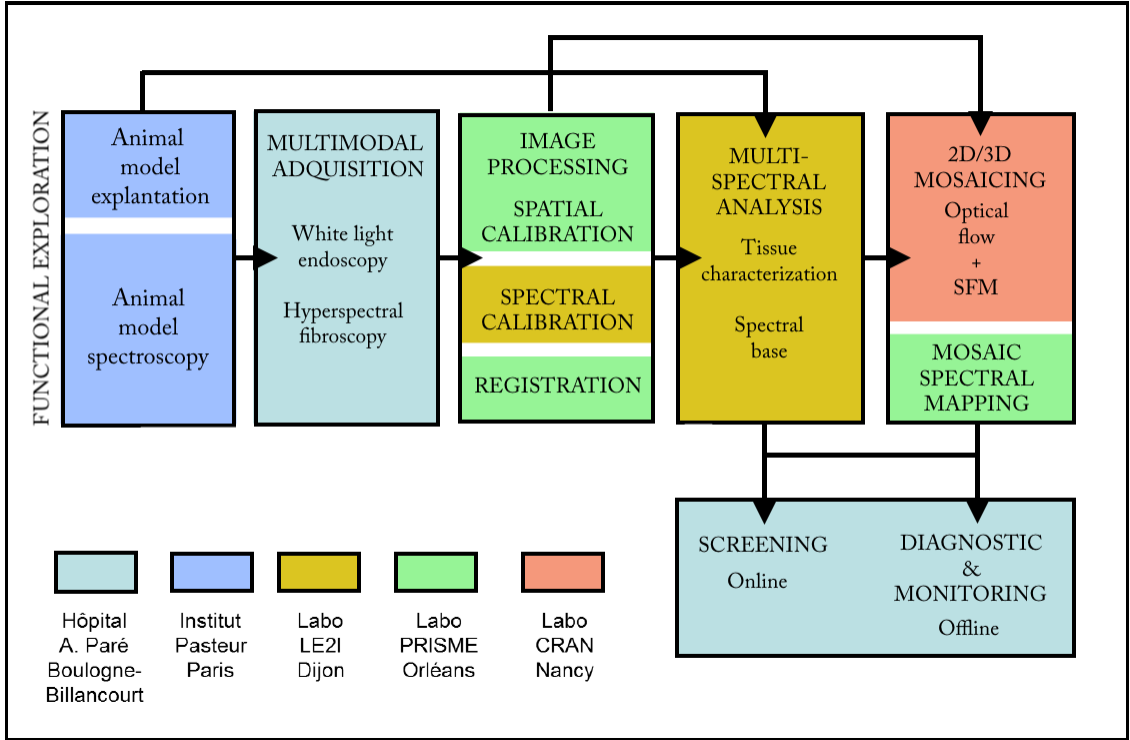 FUNCTIONAL EXPLORATION
Animal
model
explantation
Animal
model
spectroscopy
MULTIMODAL
ADQUISITION
White light
endoscopy
Hyperspectral
fibroscopy
IMAGE
PROCESSING
SPATIAL
CALIBRATION
SPECTRAL
CALIBRATION
REGISTRATION
MULTI-
SPECTRAL
ANALYSIS
Tissue
characterization
Spectral
base
2D/3D
MOSAICING
Optical
flow
+
SFM
MOSAIC
SPECTRAL
MAPPING
SCREENING
Online
DIAGNOSTIC
&
MONITORING
Offline
Hôpital
A. Paré
Boulogne-
Billancourt
Institut
Pasteur
Paris
Labo
LE2I
Dijon
Labo
PRISME
Orléans
Labo
CRAN
Nancy